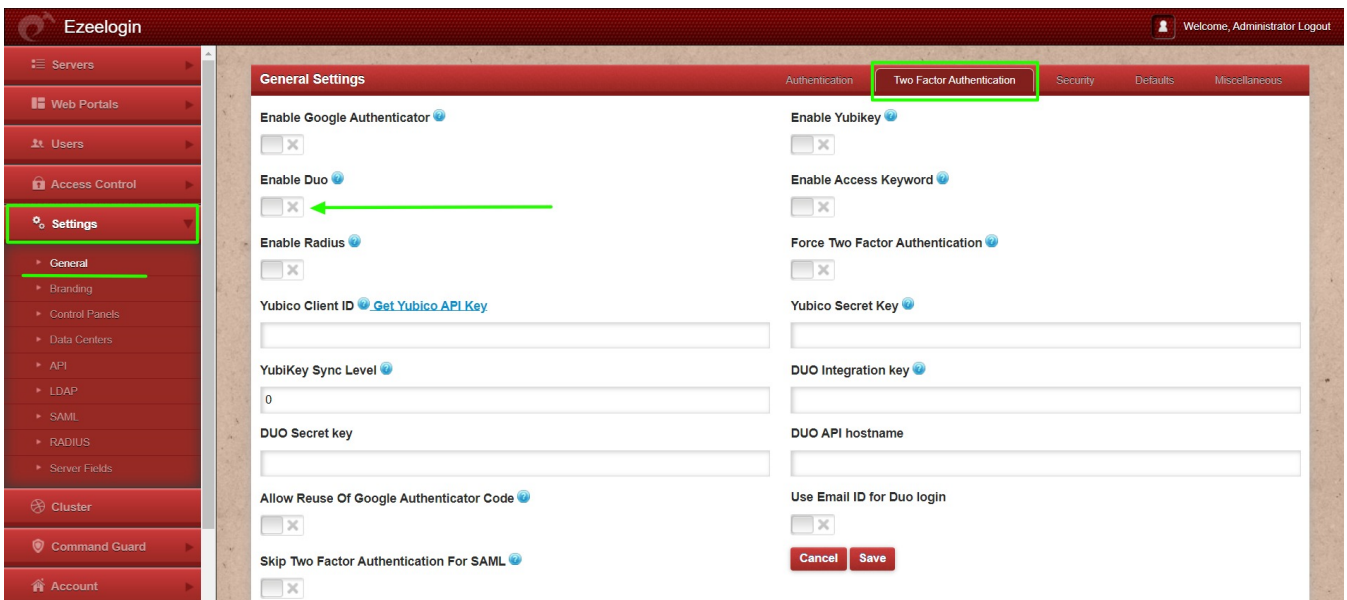 Ezeelogin
Welcome, Administrator Logout
Servers
Web Portals
Users
Access Control
Settings
General
Branding
Control Panels
Data Centers
API
LDAP
SAML
RADIUS
Server Fields
Cluster
Command Guard
Account
General Settings
Authentication
Two Factor Authentication
Security
Defaults
Miscellaneous
Enable Google Authenticator
Enable Yubikey
Enable Duo
Enable Access Keyword
Enable Radius
Force Two Factor Authentication
Yubico Client ID Get Yubico API Key
Yubico Secret Key
YubiKey Sync Level
0
DUO Integration key
DUO Secret key
DUO API hostname
Allow Reuse Of Google Authenticator Code
Use Email ID for Duo login
Skip Two Factor Authentication For SAML
Cancel
Save